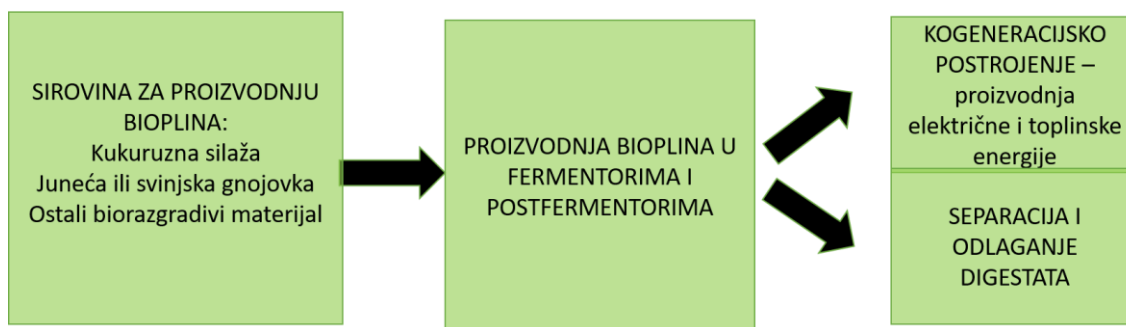 SIROVINA ZA PROIZVODNJU
BIOPLINA:
Kukuruzna silaža
Juneća ili svinjska gnojovka
Ostali biorazgradivi materijal
PROIZVODNJA BIOPLINA U
FERMENTORIMA I
POSTFERMENTORIMA
KOGENERACIJSKO
POSTROJENJE –
proizvodnja
električne i toplinske
energije
SEPARACIJA I
ODLAGANJE
DIGESTATA